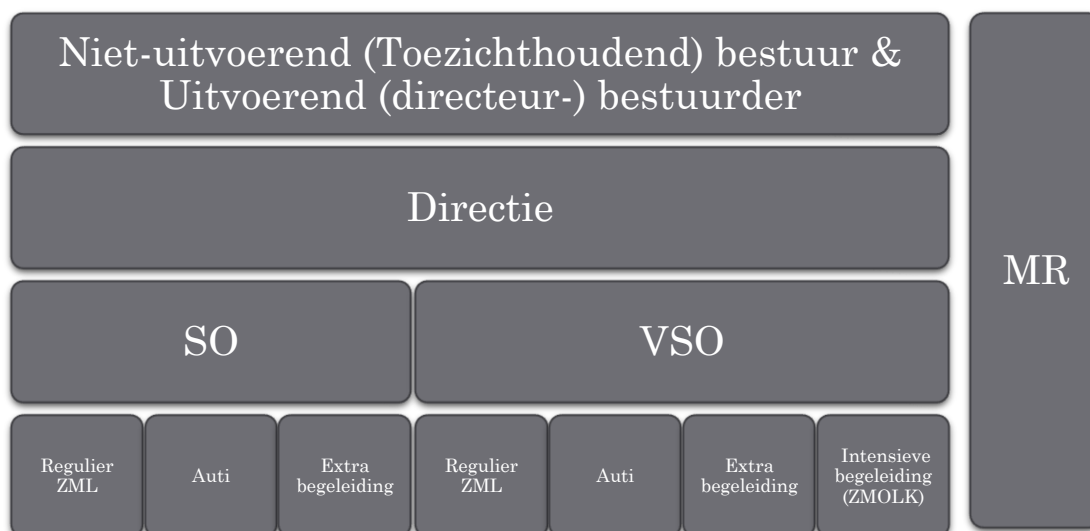 Niet-uitvoerend (Toezichthoudend) bestuur &
Uitvoerend (directeur-) bestuurder
Directie
SO
VSO
Regulier
ZML
Auti
Extra
begeleiding
Regulier
ZML
Auti
Extra
begeleiding
Intensieve
begeleiding
(ZMOLK)
MR